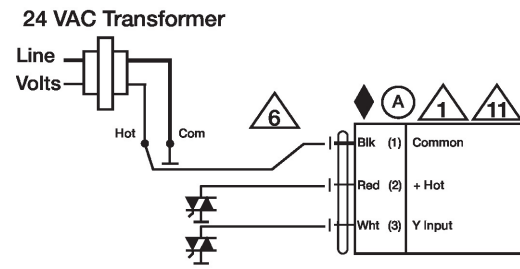 24 VAC Transformer
Line
Volts
Hot
Com
6
A
1
11
Blk (1) Common
Red (2) + Hot
Wht (3) Y Input